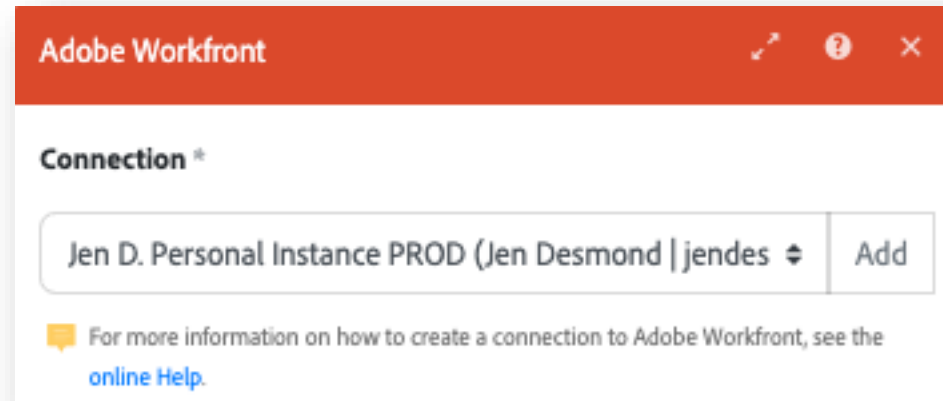 Adobe Workfront
Connection *
Jen D. Personal Instance PROD (Jen Desmond | jendes
Add
For more information on how to create a connection to Adobe Workfront, see the
online Help.